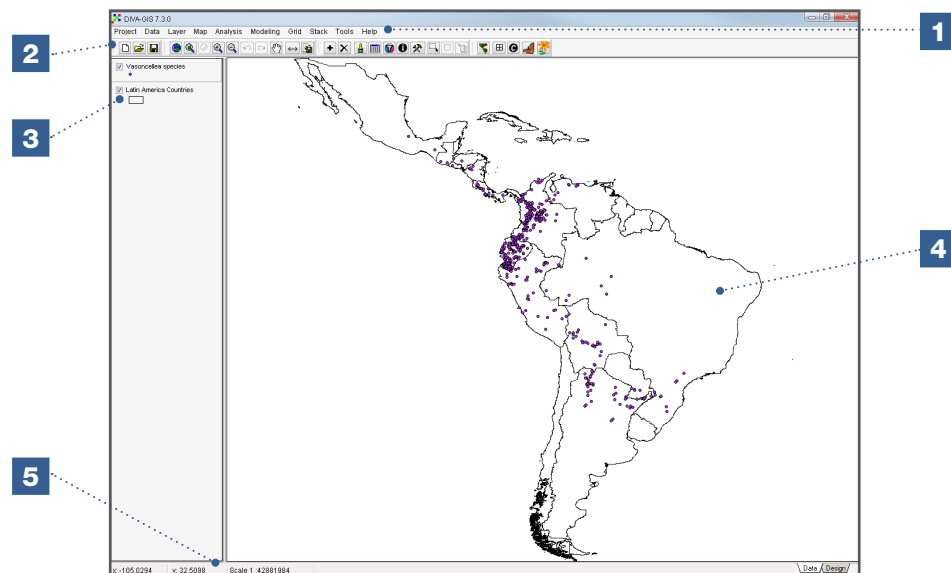 DIVA-GIS 7.3.0
Project Data Layer Map Analysis Modeling Grid Stack Tools Help
1
2
Vasconcellea species
Latin America Countries
3
4
5
x: -105.0294 y: 32.5098 Scale 1 :42881984
Data Design